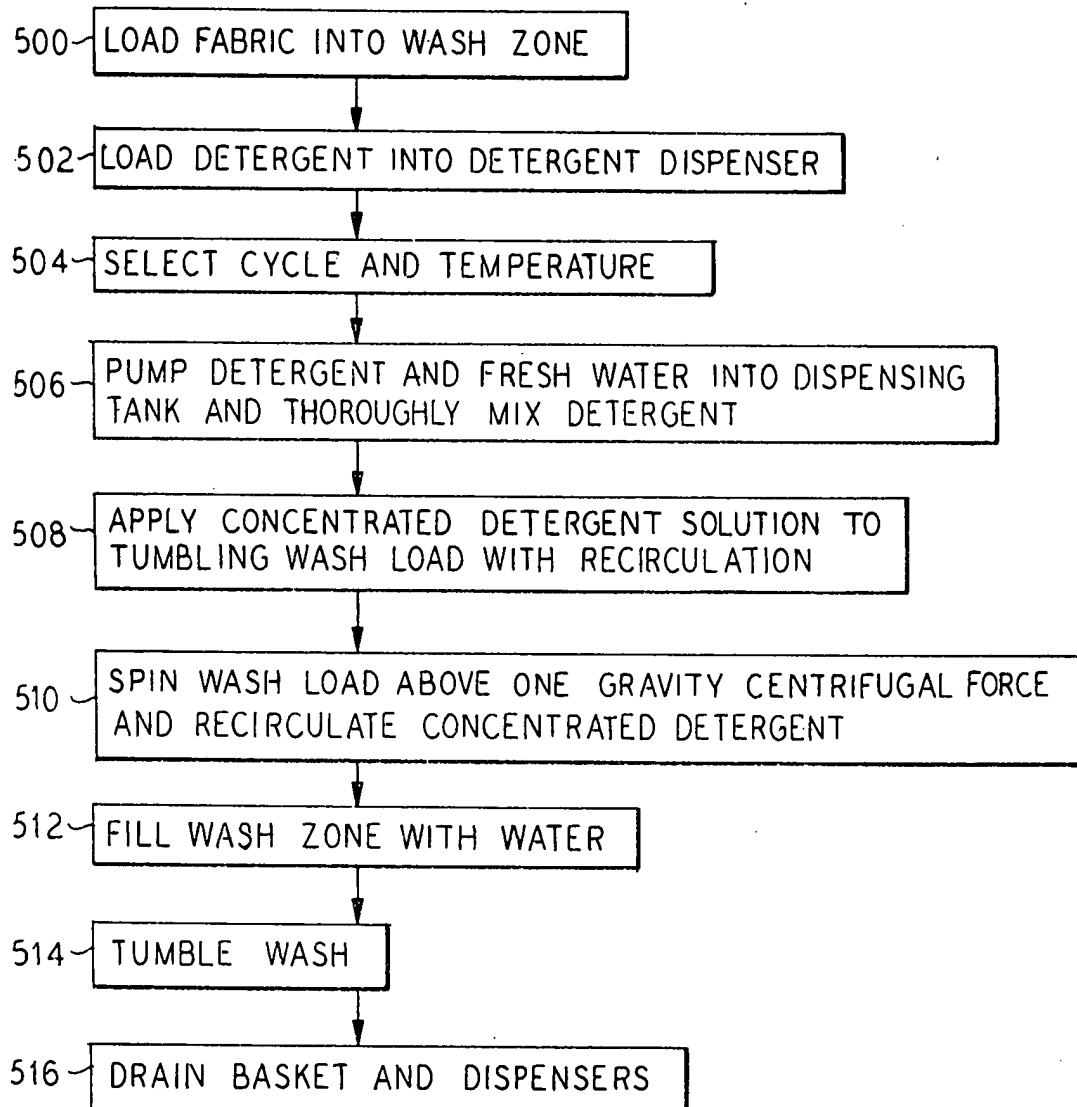 500 LOAD FABRIC INTO WASH ZONE
502 LOAD DETERGENT INTO DETERGENT DISPENSER
504 SELECT CYCLE AND TEMPERATURE
506 PUMP DETERGENT AND FRESH WATER INTO DISPENSING
TANK AND THOROUGHLY MIX DETERGENT
508 APPLY CONCENTRATED DETERGENT SOLUTION TO
TUMBLING WASH LOAD WITH RECIRCULATION
510 SPIN WASH LOAD ABOVE ONE GRAVITY CENTRIFUGAL FORCE
AND RECIRCULATE CONCENTRATED DETERGENT
512 FILL WASH ZONE WITH WATER
514 TUMBLE WASH
516 DRAIN BASKET AND DISPENSERS